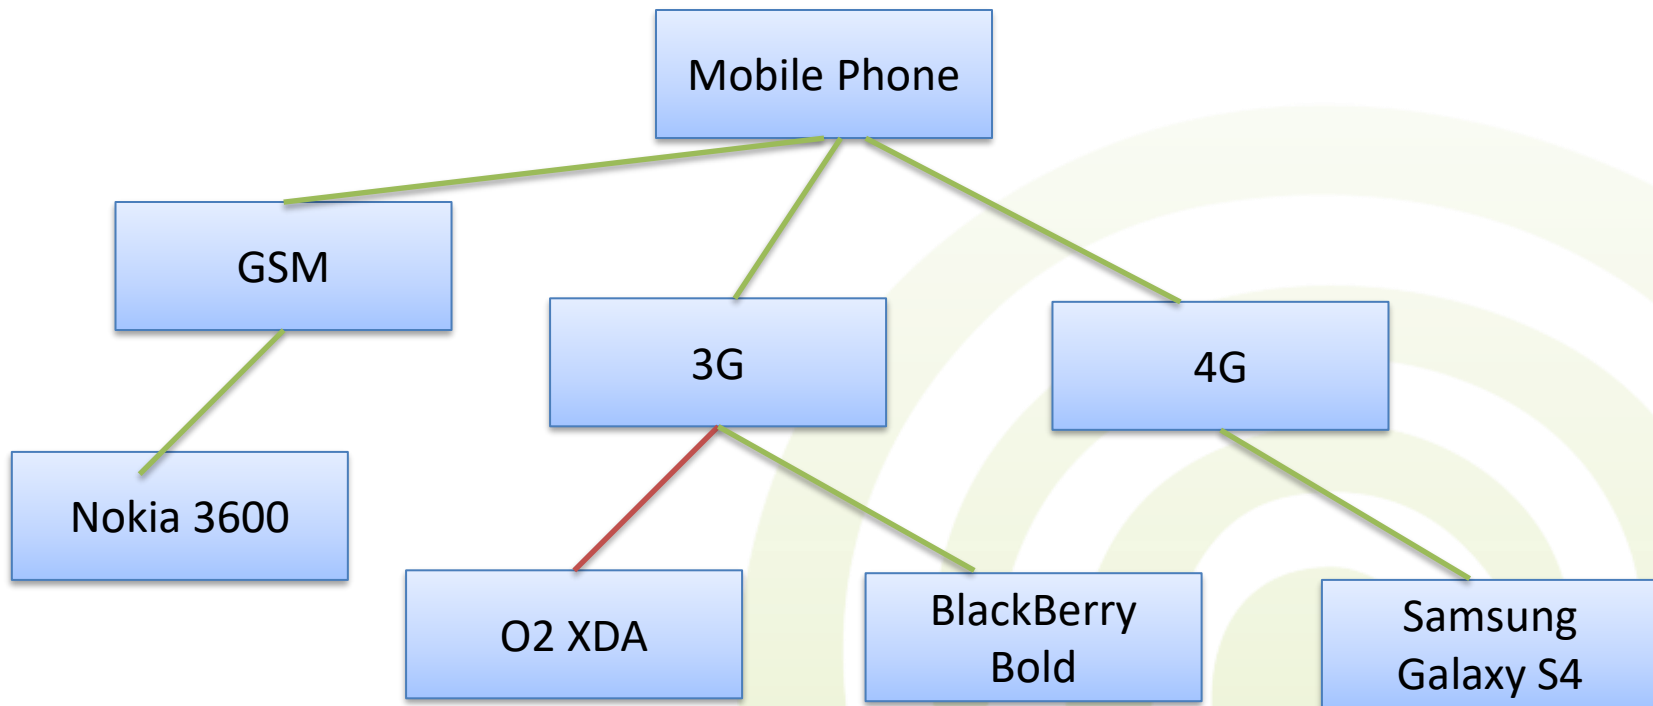 Mobile Phone
GSM
3G
4G
Nokia 3600
O2 XDA
BlackBerry
Bold
Samsung
Galaxy S4